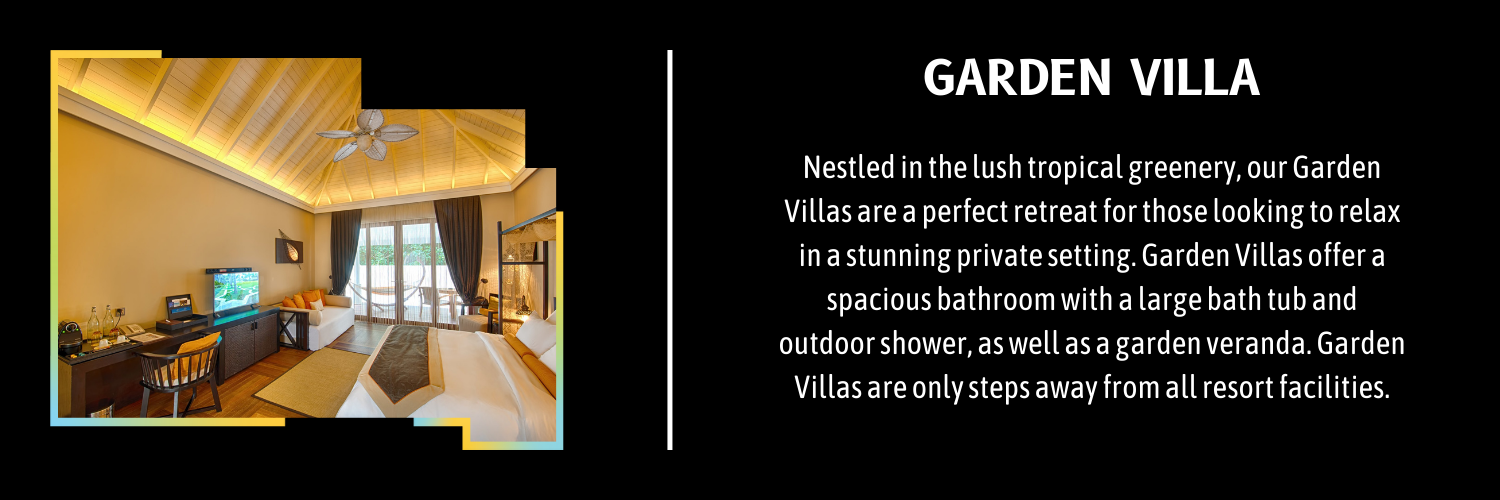 GARDEN VILLA
Nestled in the lush tropical greenery, our Garden
Villas are a perfect retreat for those looking to relax
in a stunning private setting. Garden Villas offer a
spacious bathroom with a large bath tub and
outdoor shower, as well as a garden veranda. Garden
Villas are only steps away from all resort facilities.